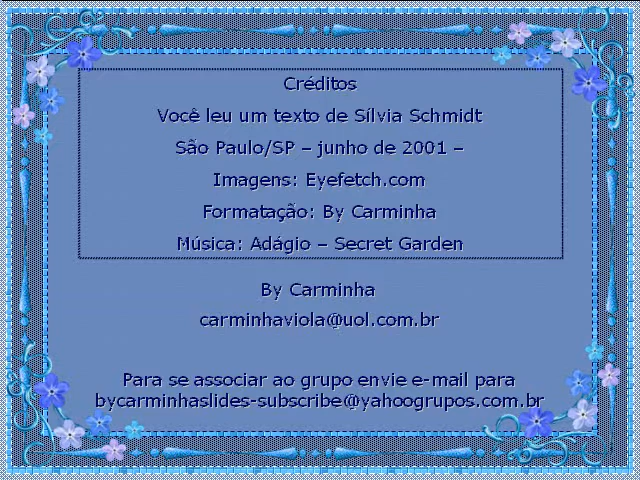 Créditos
Você leu um texto de Sílvia Schmidt
São Paulo/SP – junho de 2001 –
Imagens: Eyefetch.com
Formatação: By Carminha
Música: Adágio – Secret Garden
By Carminha
carminhaviola@uol.com.br
Para se associar ao grupo envie e-mail para
bycarminhaslides-subscribe@yahoogrupos.com.br